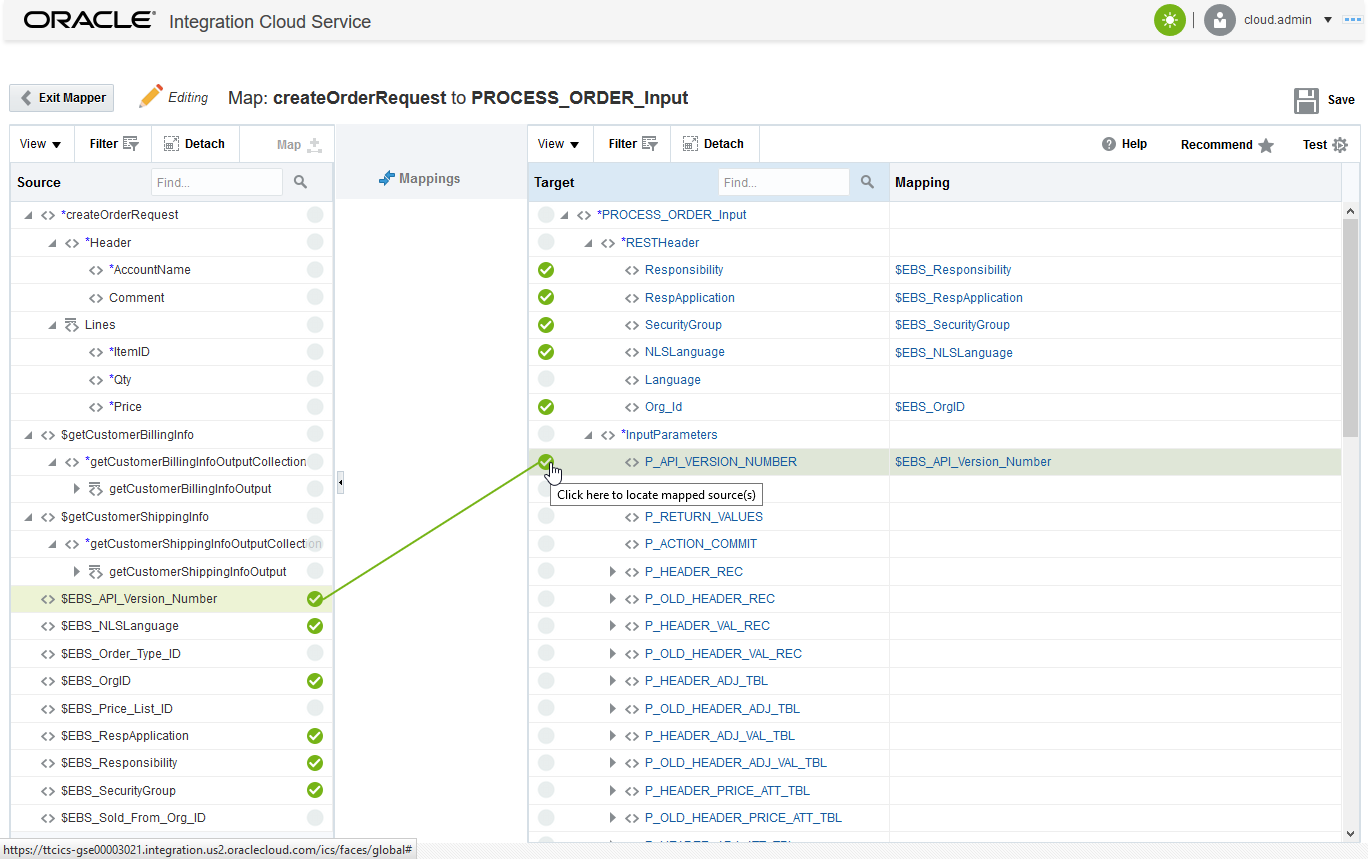 ORACLE® Integration Cloud Service
cloud.admin
Exit Mapper
Editing
Map: createOrderRequest to PROCESS_ORDER_Input
Save
View Filter Detach Map
Mappings
View Filter Detach
Help Recommend Test
Source Find...
Target Find... Mapping
*createOrderRequest
*Header
*AccountName
Comment
Lines
*ItemID
*Qty
*Price
$getCustomerBillingInfo
*getCustomerBillingInfoOutputCollection
getCustomerBillingInfoOutput
$getCustomerShippingInfo
*getCustomerShippingInfoOutputCollection
getCustomerShippingInfoOutput
$EBS_API_Version_Number
$EBS_NLSLanguage
$EBS_Order_Type_ID
$EBS_OrgID
$EBS_Price_List_ID
$EBS_RespApplication
$EBS_Responsibility
$EBS_SecurityGroup
$EBS_Sold_From_Org_ID
*PROCESS_ORDER_Input
*RESTHeader
Responsibility $EBS_Responsibility
RespApplication $EBS_RespApplication
SecurityGroup $EBS_SecurityGroup
NLSLanguage $EBS_NLSLanguage
Language
Org_Id $EBS_OrgID
*InputParameters
P_API_VERSION_NUMBER $EBS_API_Version_Number
Click here to locate mapped source(s)
P_RETURN_VALUES
P_ACTION_COMMIT
P_HEADER_REC
P_OLD_HEADER_REC
P_HEADER_VAL_REC
P_OLD_HEADER_VAL_REC
P_HEADER_ADJ_TBL
P_OLD_HEADER_ADJ_TBL
P_HEADER_ADJ_VAL_TBL
P_OLD_HEADER_ADJ_VAL_TBL
P_HEADER_PRICE_ATT_TBL
P_OLD_HEADER_PRICE_ATT_TBL
https://ttcics-gse00003021.integration.us2.oraclecloud.com/ics/faces/global#